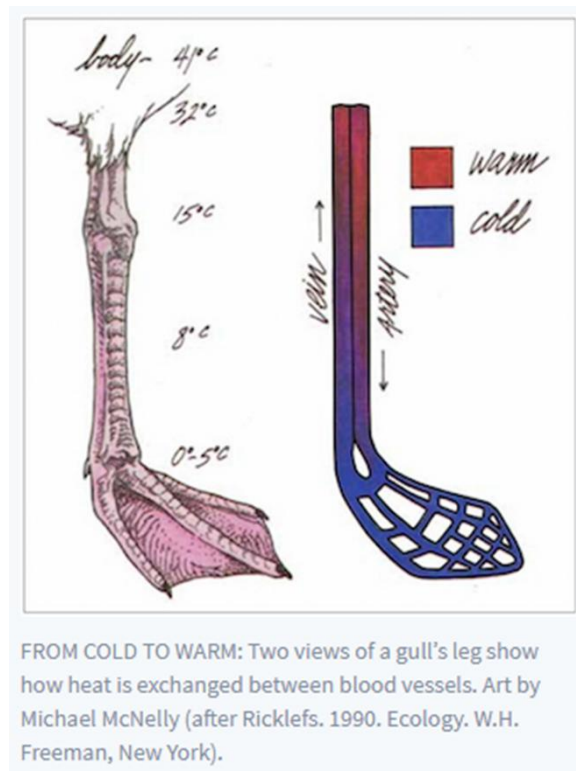 body- 41°c
32°c
15°c
8°c
0°-5°c
warm
cold
vein
artery
FROM COLD TO WARM: Two views of a gull’s leg show
how heat is exchanged between blood vessels. Art by
Michael McNelly (after Ricklefs. 1990. Ecology. W.H.
Freeman, New York).